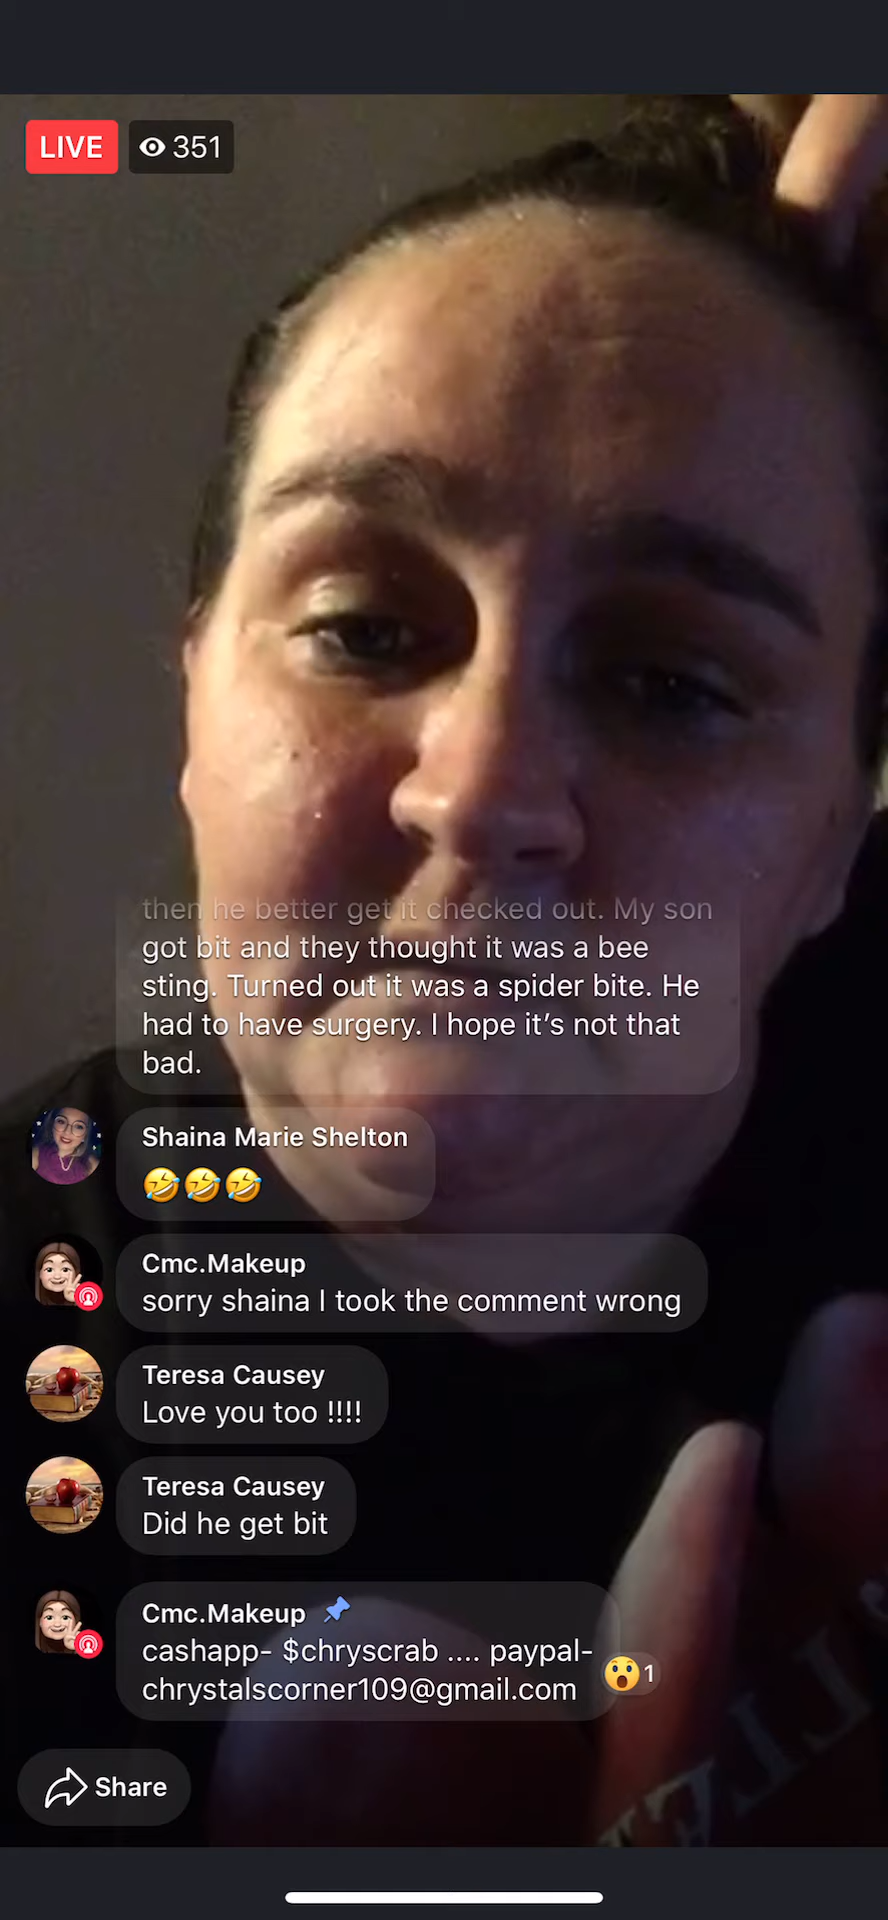 LIVE 351
then he better get it checked out. My son
got bit and they thought it was a bee
sting. Turned out it was a spider bite. He
had to have surgery. I hope it’s not that
bad.
Shaina Marie Shelton
🤣🤣🤣
Cmc.Makeup
sorry shaina I took the comment wrong
Teresa Causey
Love you too !!!!
Teresa Causey
Did he get bit
Cmc.Makeup 📌
cashapp- $chryscrab .... paypal-
chrystalscorner109@gmail.com
😮 1
Share